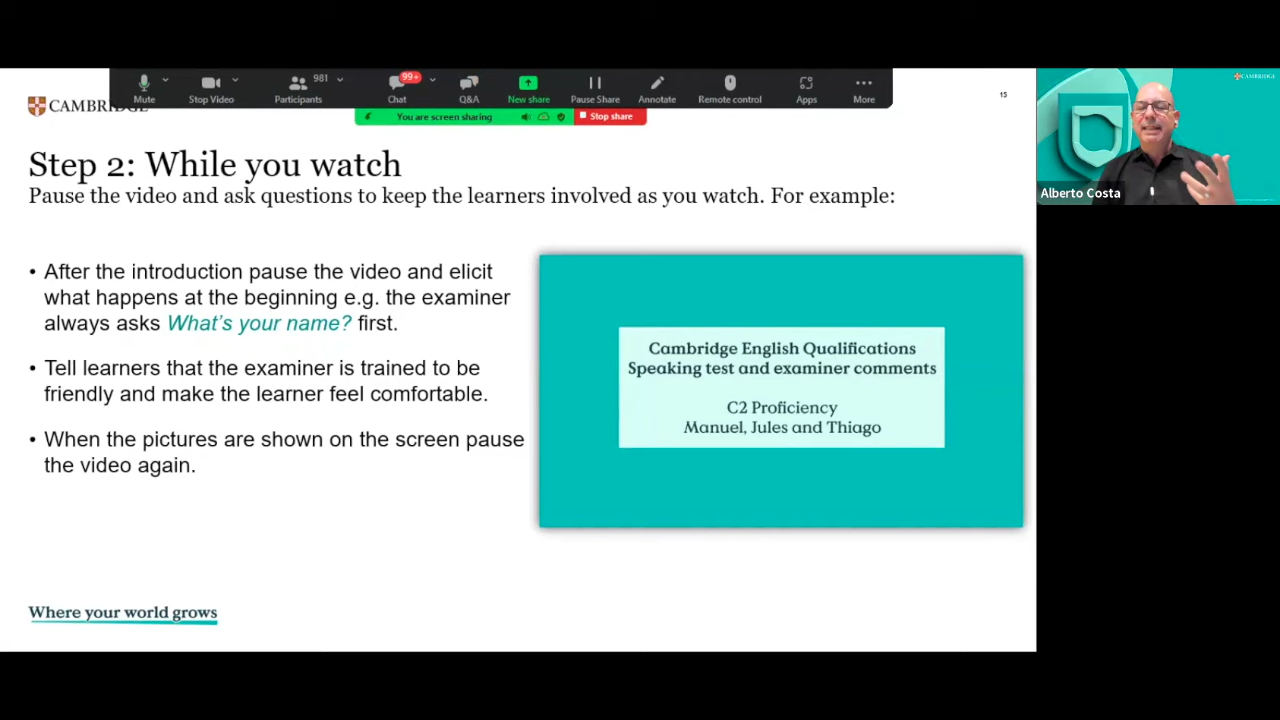 981
99+
Mute
Stop Video
Participants
Chat
Q&A
New share
Pause Share
Annotate
Remote control
Apps
More
You are screen sharing
Stop share
CAMBRIDGE
15
CAMBRIDGE
Alberto Costa
Step 2: While you watch
Pause the video and ask questions to keep the learners involved as you watch. For example:
• After the introduction pause the video and elicit
what happens at the beginning e.g. the examiner
always asks What's your name? first.
• Tell learners that the examiner is trained to be
friendly and make the learner feel comfortable.
• When the pictures are shown on the screen pause
the video again.
Cambridge English Qualifications
Speaking test and examiner comments
C2 Proficiency
Manuel, Jules and Thiago
Where your world grows